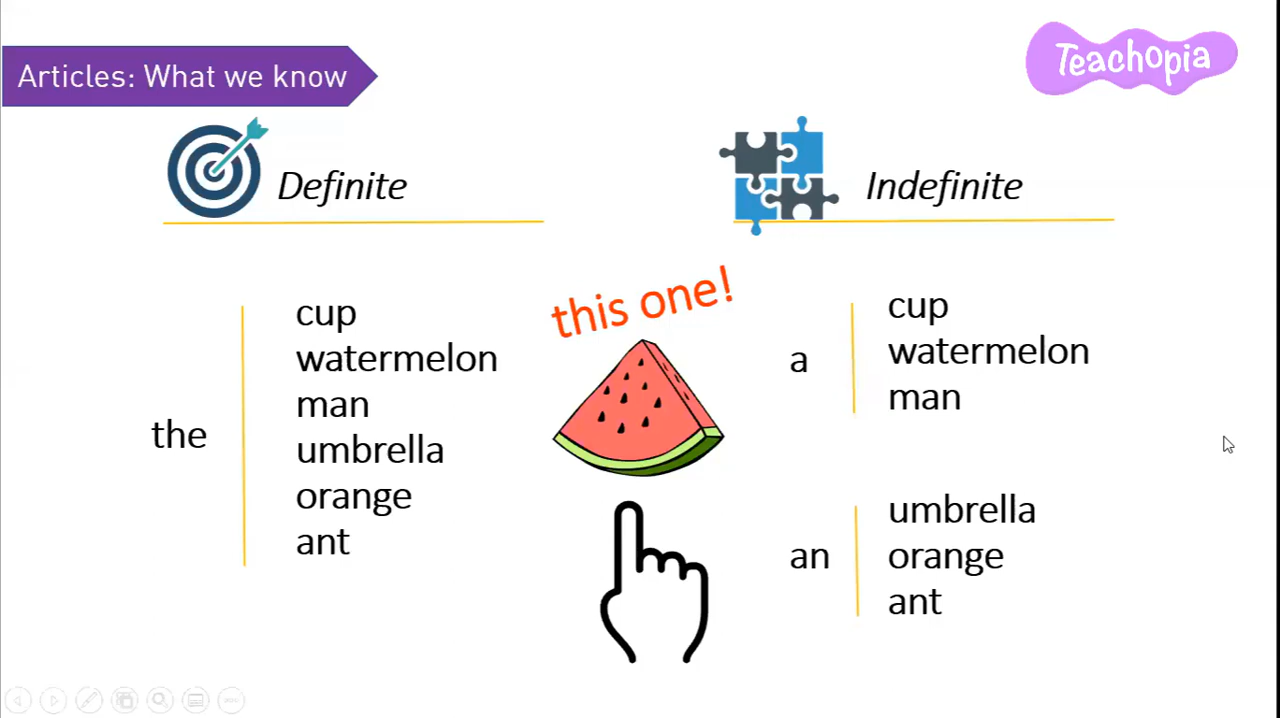 Articles: What we know
Teachopia
Definite
the
cup
watermelon
man
umbrella
orange
ant
this one!
Indefinite
a
cup
watermelon
man
an
umbrella
orange
ant